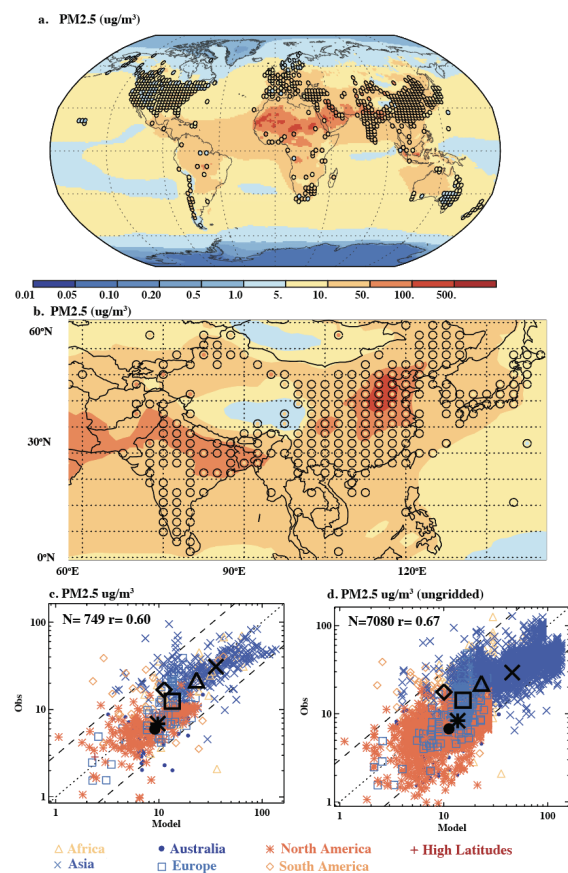 a. PM2.5 (ug/m³)
0.01 0.05 0.10 0.20 0.5 1.0 5. 10. 50. 100. 500.
b. PM2.5 (ug/m³)
60°N
30°N
0°N
60°E 90°E 120°E
c. PM2.5 ug/m³
N= 749 r= 0.60
Obs
100
10
1
1 10 100
Model
d. PM2.5 ug/m³ (ungridded)
N=7080 r= 0.67
Obs
100
10
1
1 10 100
Model
Africa Australia North America + High Latitudes
Asia Europe South America